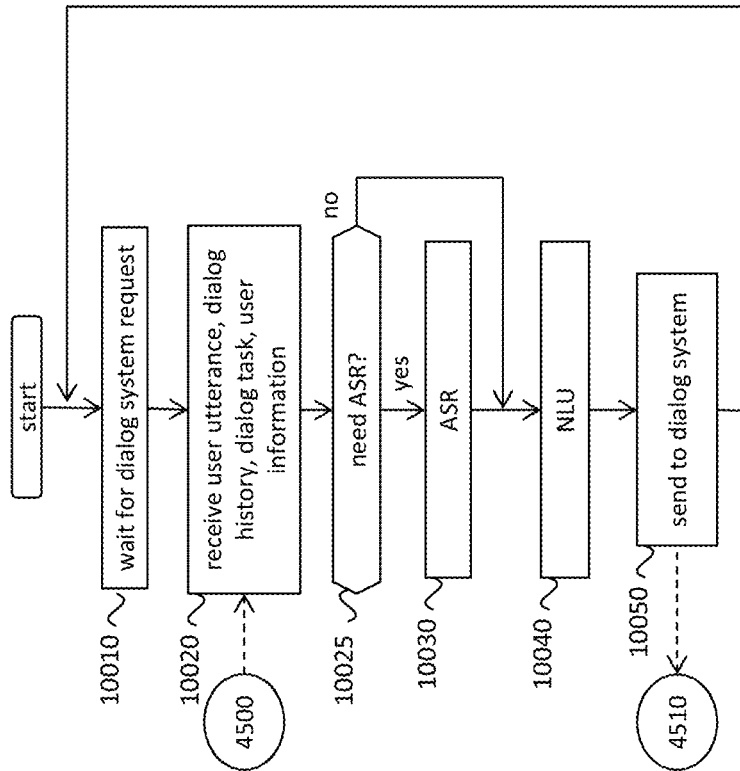 start
wait for dialog system request
10010
receive user utterance, dialog
history, dialog task, user
information
10020
4500
need ASR?
no
10025
yes
ASR
10030
NLU
10040
send to dialog system
10050
4510